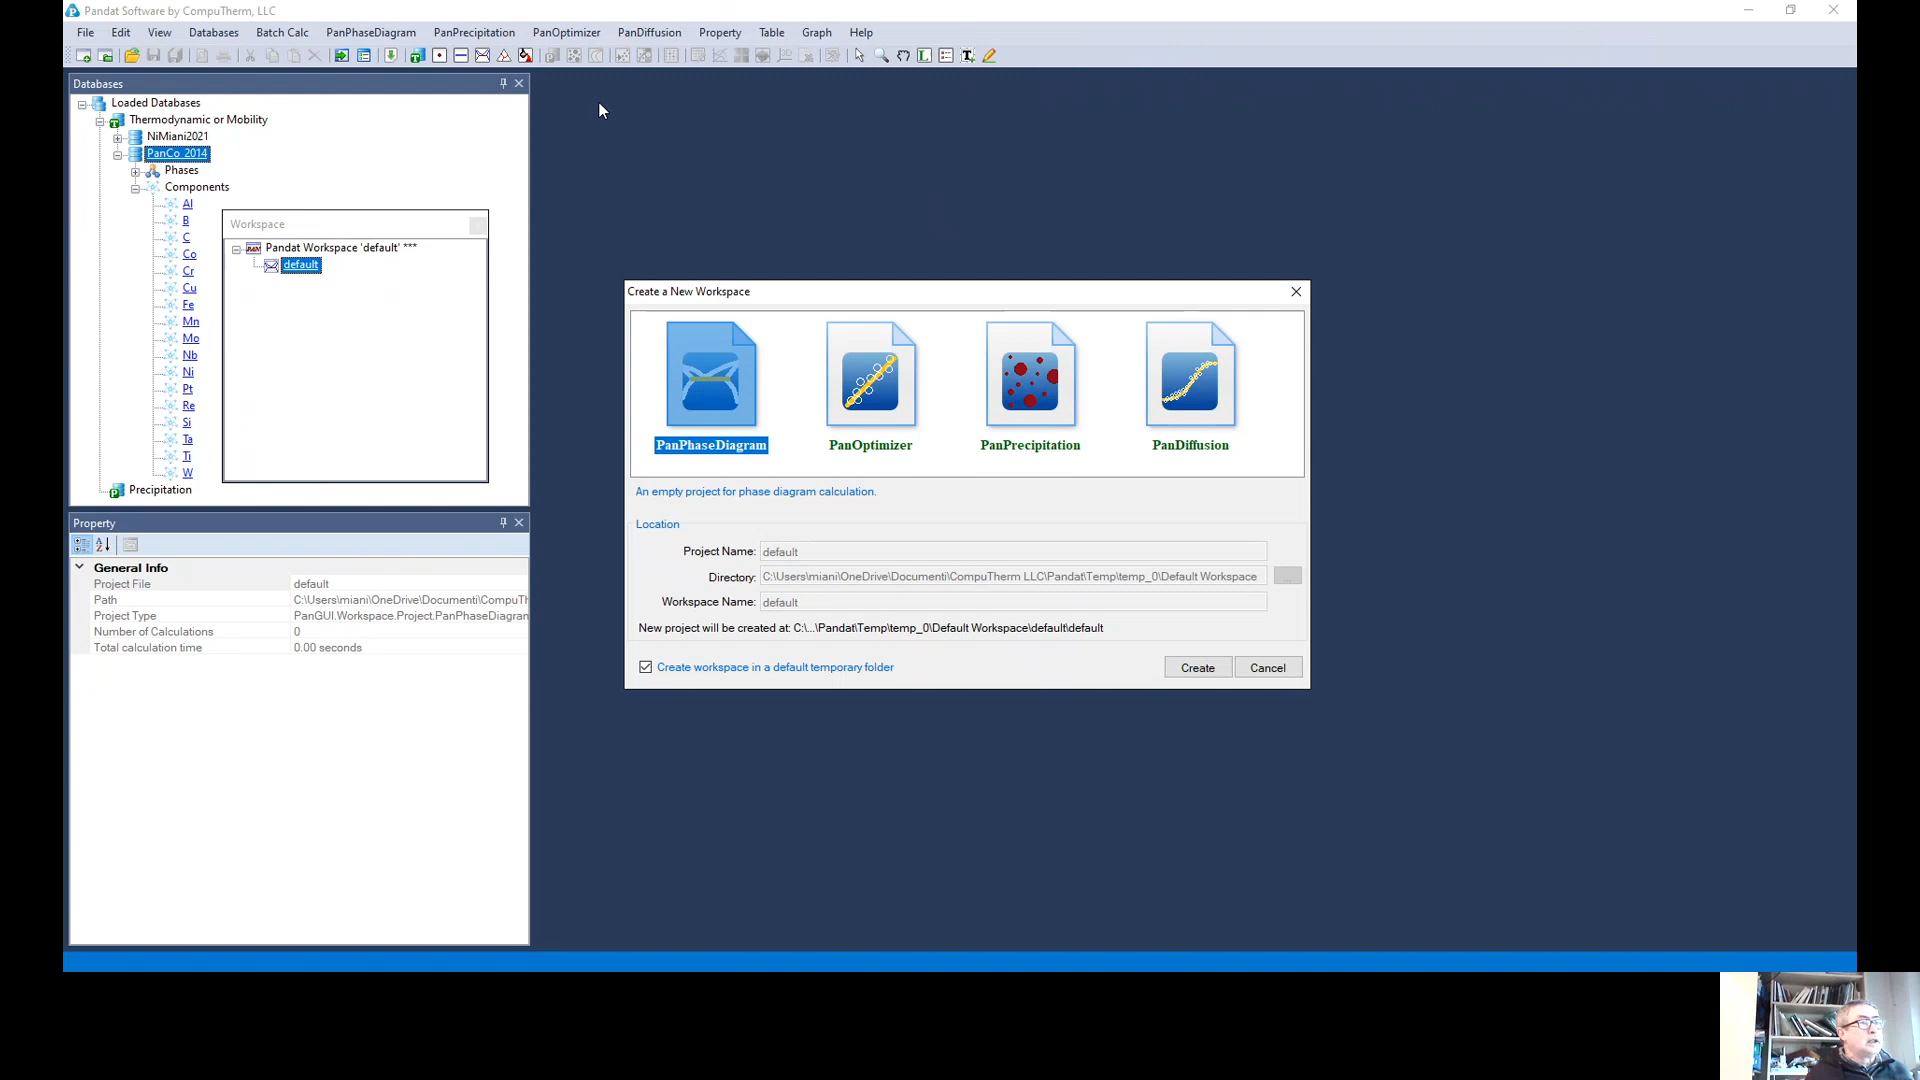 Pandat Software by CompuTherm, LLC
File Edit View Databases Batch Calc PanPhaseDiagram PanPrecipitation PanOptimizer PanDiffusion Property Table Graph Help
Databases
Loaded Databases
Thermodynamic or Mobility
NiMiani2021
PanCo_2014
Phases
Components
Al
B
C
Co
Cr
Cu
Fe
Mn
Mo
Nb
Ni
Pt
Re
Si
Ta
Ti
W
Precipitation
Workspace
Pandat Workspace 'default' ***
default
Property
General Info
Project File default
Path C:\Users\miani\OneDrive\Documenti\CompuTh
Project Type PanGUI.Workspace.Project.PanPhaseDiagran
Number of Calculations 0
Total calculation time 0.00 seconds
Create a New Workspace
PanPhaseDiagram PanOptimizer PanPrecipitation PanDiffusion
An empty project for phase diagram calculation.
Location
Project Name: default
Directory: C:\Users\miani\OneDrive\Documenti\CompuTherm LLC\Pandat\Temp\temp_0\Default Workspace
Workspace Name: default
New project will be created at: C:\...\Pandat\Temp\temp_0\Default Workspace\default\default
Create workspace in a default temporary folder
Create Cancel